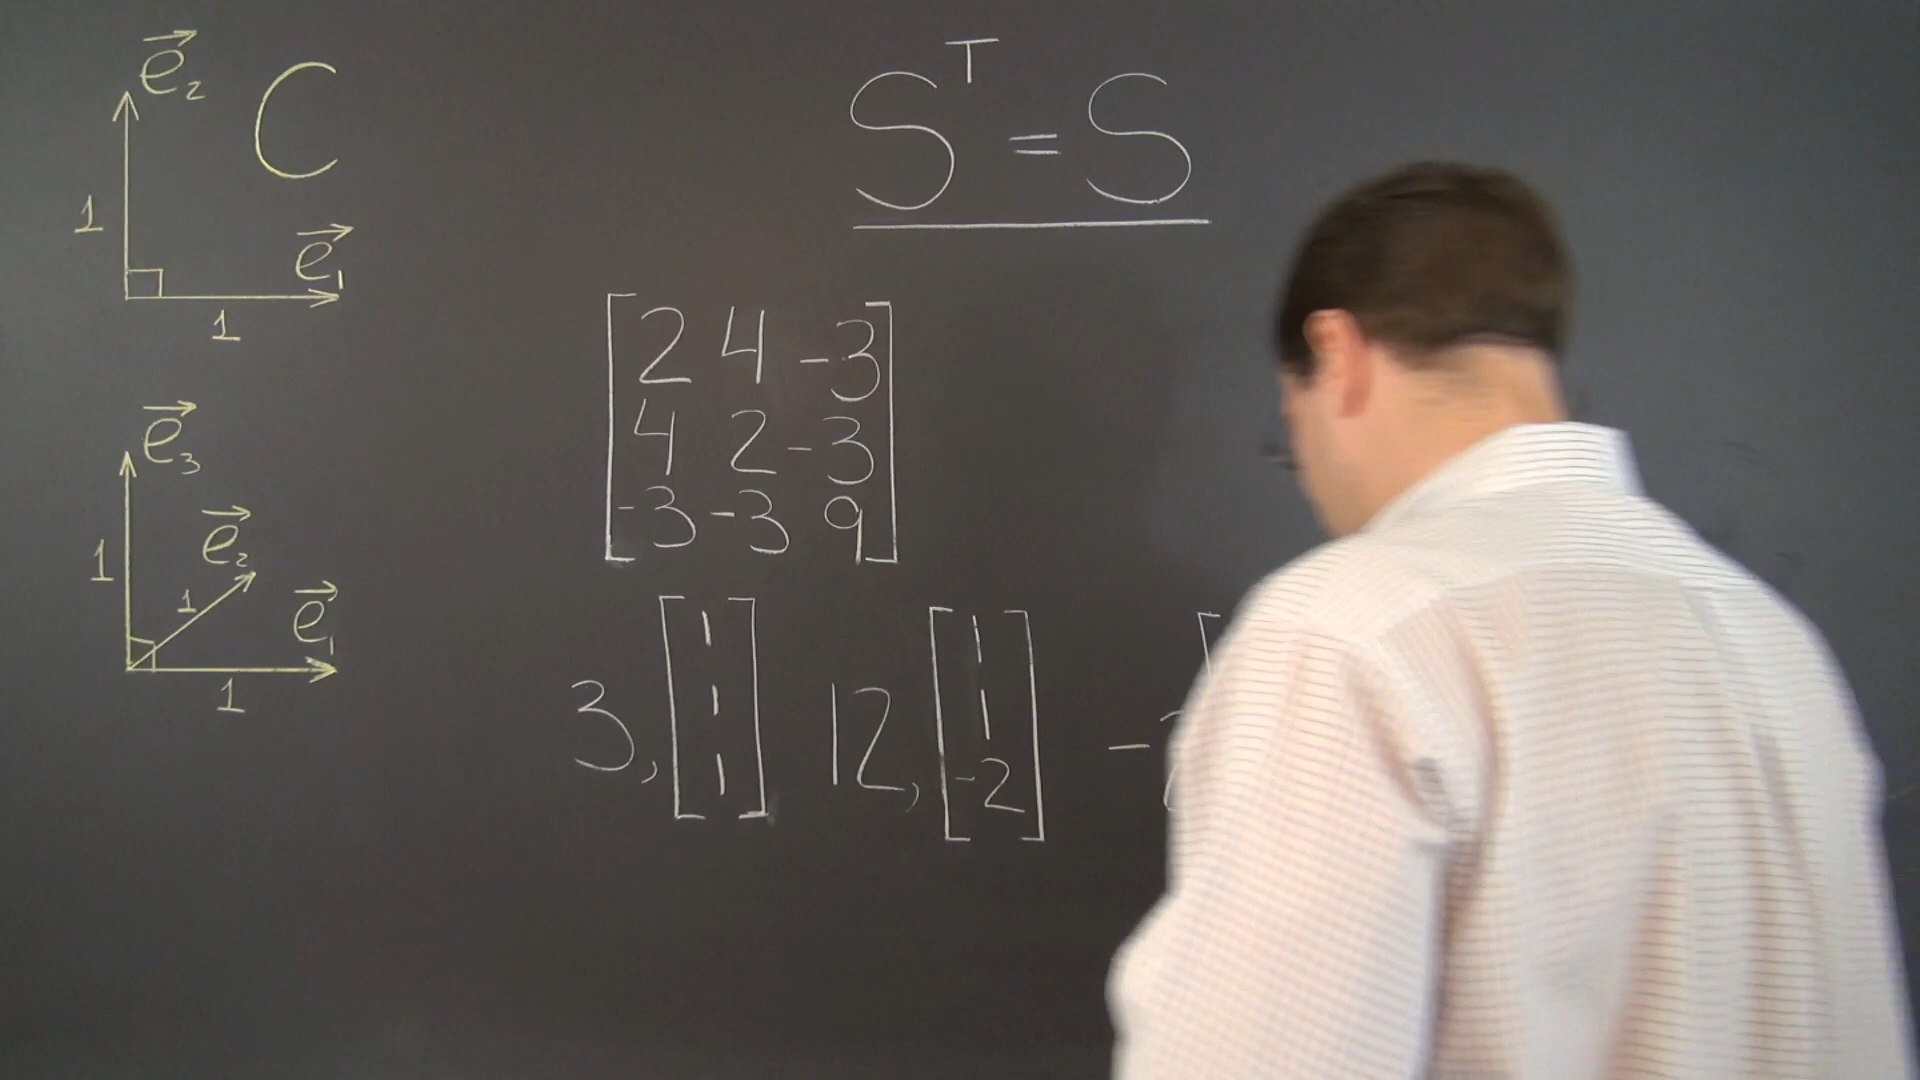 e₂ C
1
e₁
1
e₃
e₂
1
1
e₁
1
Sᵀ = S
2 4 -3
4 2 -3
-3 -3 9
3, [1 1 1] 12, [1 1 -2] -